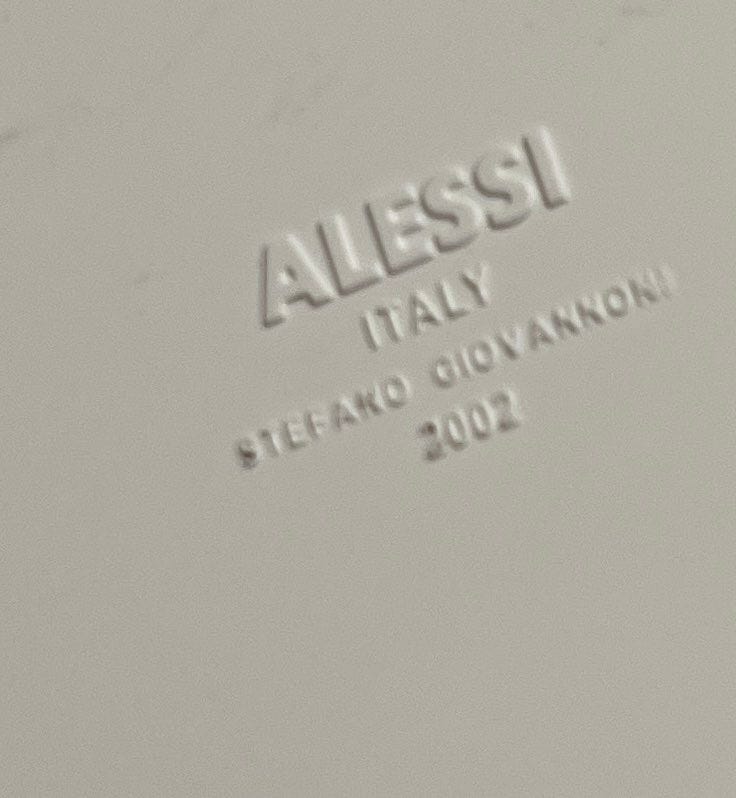 ALESSI
ITALY
STEFANO GIOVANNONI
2002